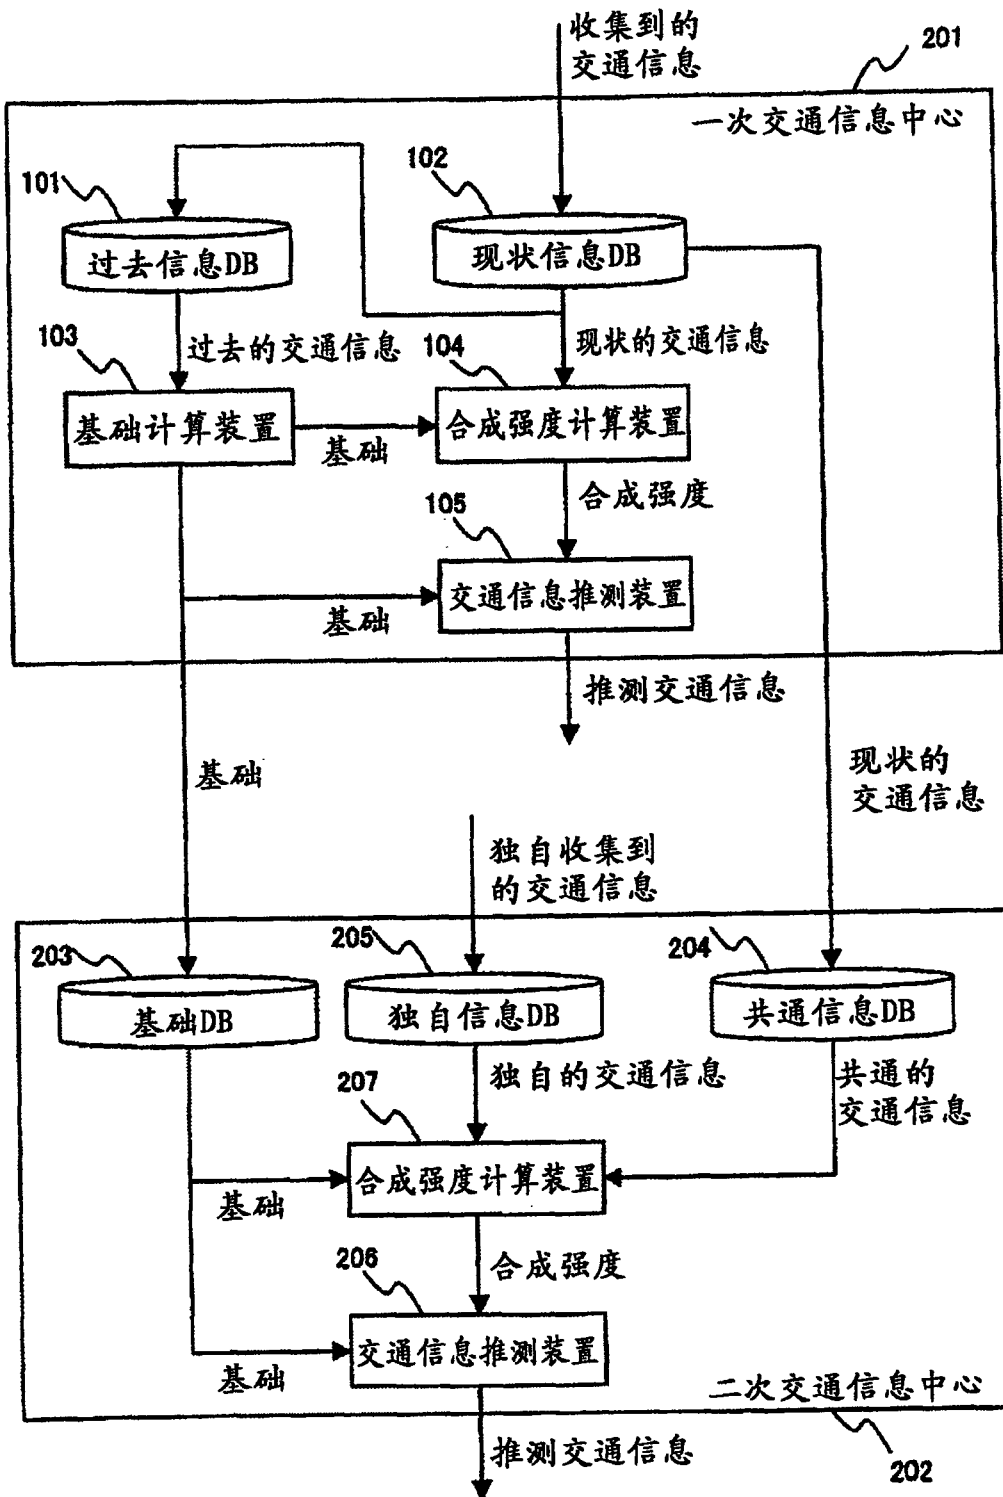 收集到的
交通信息
201
一次交通信息中心
101
102
过去信息DB
现状信息DB
103
过去的交通信息
104
现状的交通信息
基础计算装置
基础
合成强度计算装置
105
合成强度
交通信息推测装置
基础
推测交通信息
基础
现状的
交通信息
独自收集到
的交通信息
203
205
204
基础DB
独自信息DB
共通信息DB
207
独自的交通信息
共通的
交通信息
合成强度计算装置
基础
206
合成强度
交通信息推测装置
基础
二次交通信息中心
推测交通信息
202